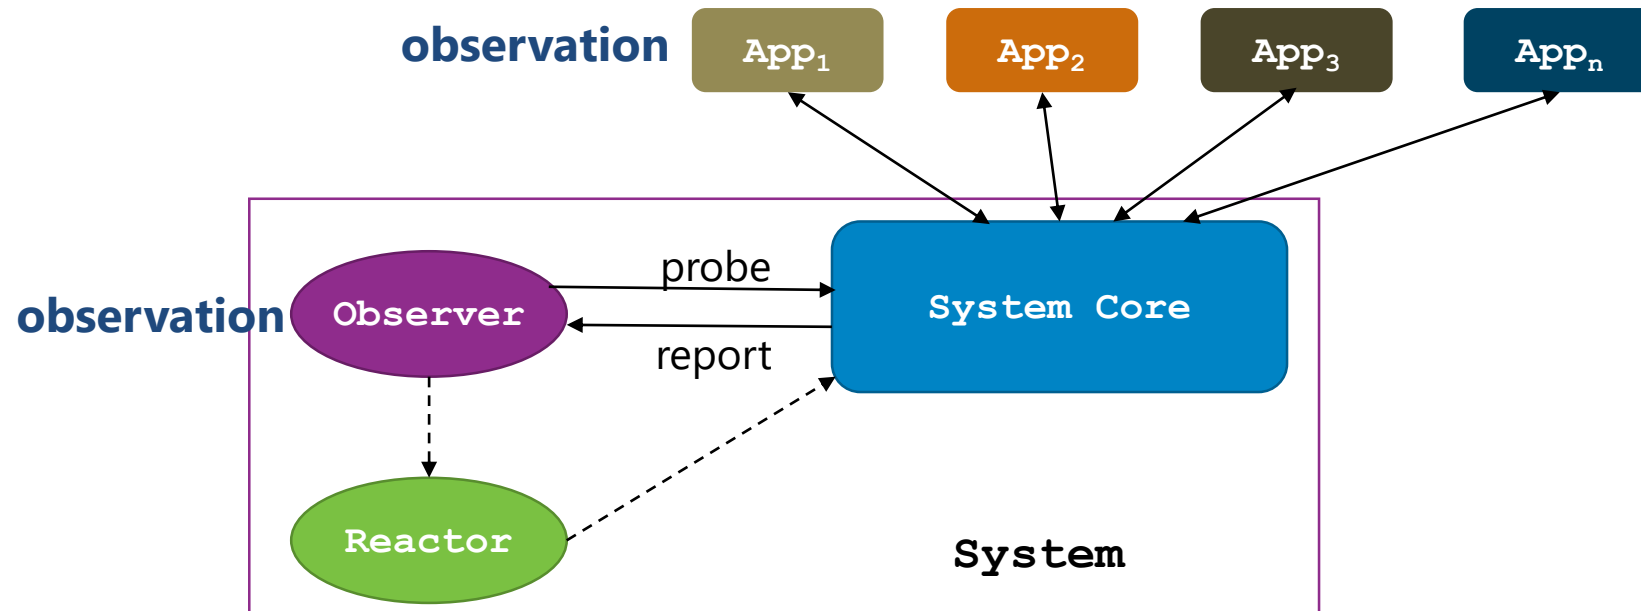 observation
App₁
App₂
App₃
Appₙ
probe
System Core
observation
Observer
report
Reactor
System